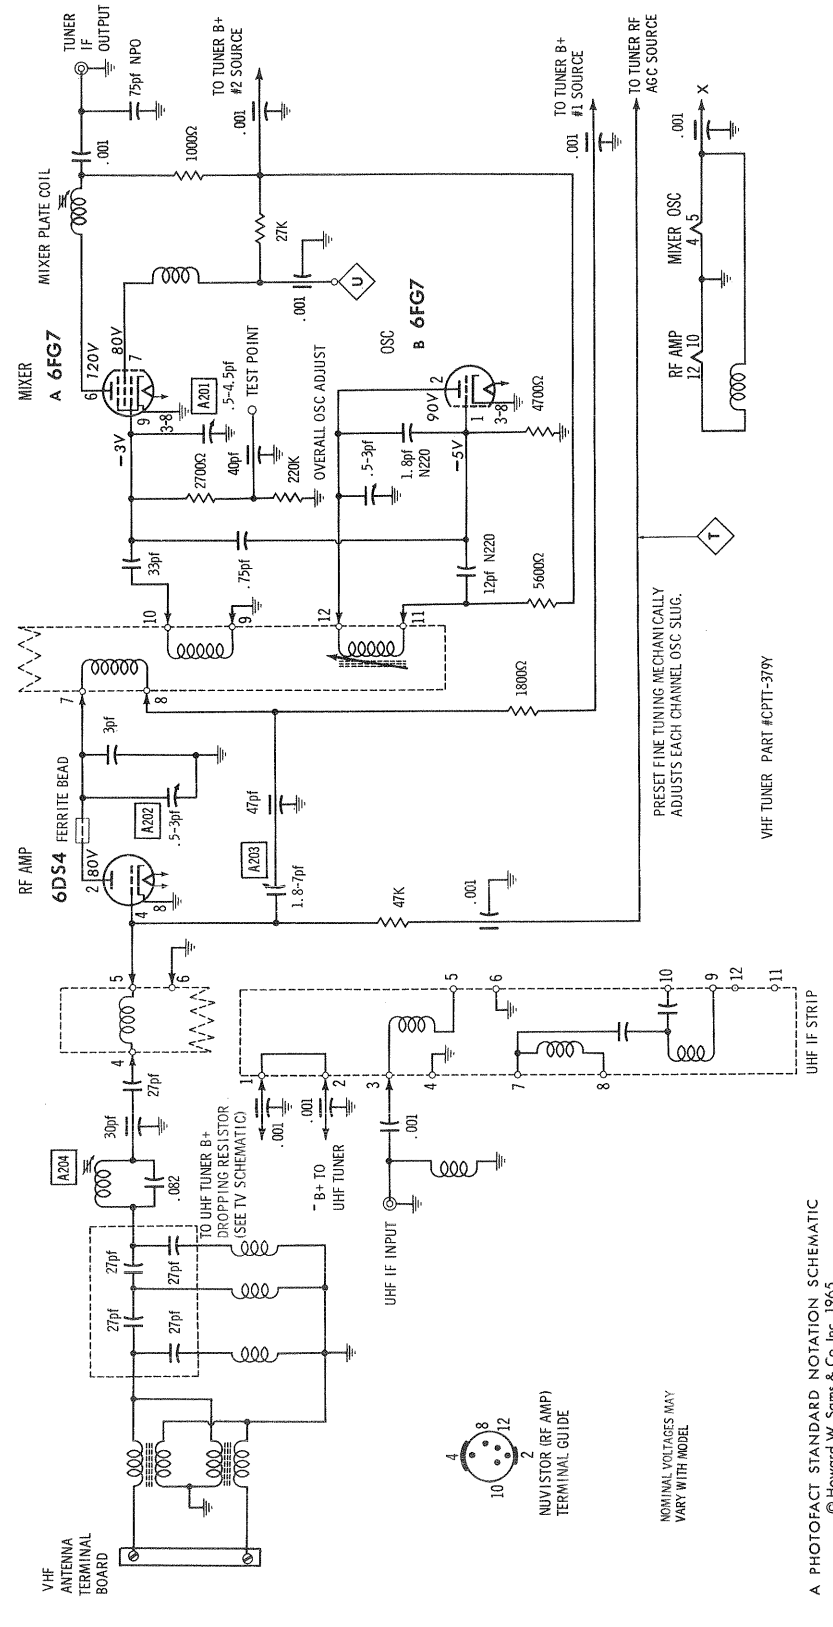 VHF
ANTENNA
TERMINAL
BOARD
27pf
27pf
27pf
27pf
A204
.082
30pf
27pf
4
5
6
TO UHF TUNER B+
DROPPING RESISTOR
(SEE TV SCHEMATIC)
RF AMP
6DS4
2
80V
4
8
FERRITE BEAD
A202
.5-3pf
3pf
7
8
10
9
12
11
A203
1.8-7pf
47pf
47K
.001
1800Ω
33pf
.75pf
12pf N220
5600Ω
MIXER
A 6FG7
6
120V
80V
7
9
3-8
-3V
A201
.5-4.5pf
2700Ω
40pf
TEST POINT
220K
OVERALL OSC ADJUST
.5-3pf
1.8pf
N220
OSC
B 6FG7
2
90V
1
3-8
-5V
4700Ω
MIXER PLATE COIL
.001
75pf NPO
TUNER
IF
OUTPUT
1000Ω
27K
.001
U
.001
TO TUNER B+
#2 SOURCE
.001
TO TUNER B+
#1 SOURCE
TO TUNER RF
AGC SOURCE
T
RF AMP
12 10
MIXER OSC
4 5
.001
X
1
2
3
4
5
6
7
8
9
10
11
12
.001
.001
B+ TO
UHF TUNER
UHF IF INPUT
.001
UHF IF STRIP
PRESET FINE TUNING MECHANICALLY
ADJUSTS EACH CHANNEL OSC SLUG.
VHF TUNER PART #CPTT-379Y
4
8
12
2
10
NUVISTOR (RF AMP)
TERMINAL GUIDE
NOMINAL VOLTAGES MAY
VARY WITH MODEL
A PHOTOFACT STANDARD NOTATION SCHEMATIC
© Howard W. Sams & Co., Inc. 1965